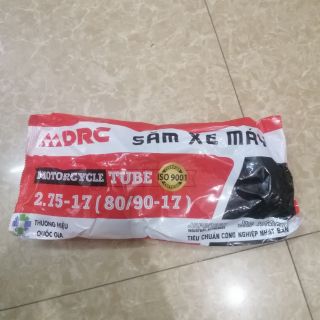 DRC
SĂM XE MÁY
MOTORCYCLE TUBE ISO 9001
2.75-17 (80/90-17)
THƯƠNG HIỆU
QUỐC GIA
TIÊU CHUẨN CÔNG NGHIỆP NHẬT BẢN